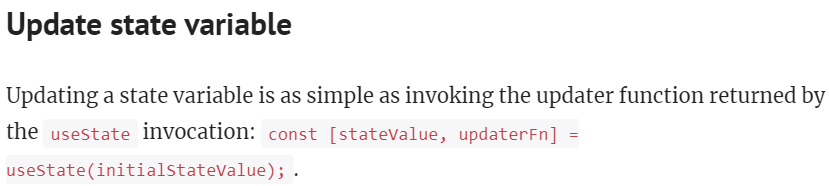 Update state variable
Updating a state variable is as simple as invoking the updater function returned by
the useState invocation: const [stateValue, updaterFn] =
useState(initialStateValue); .